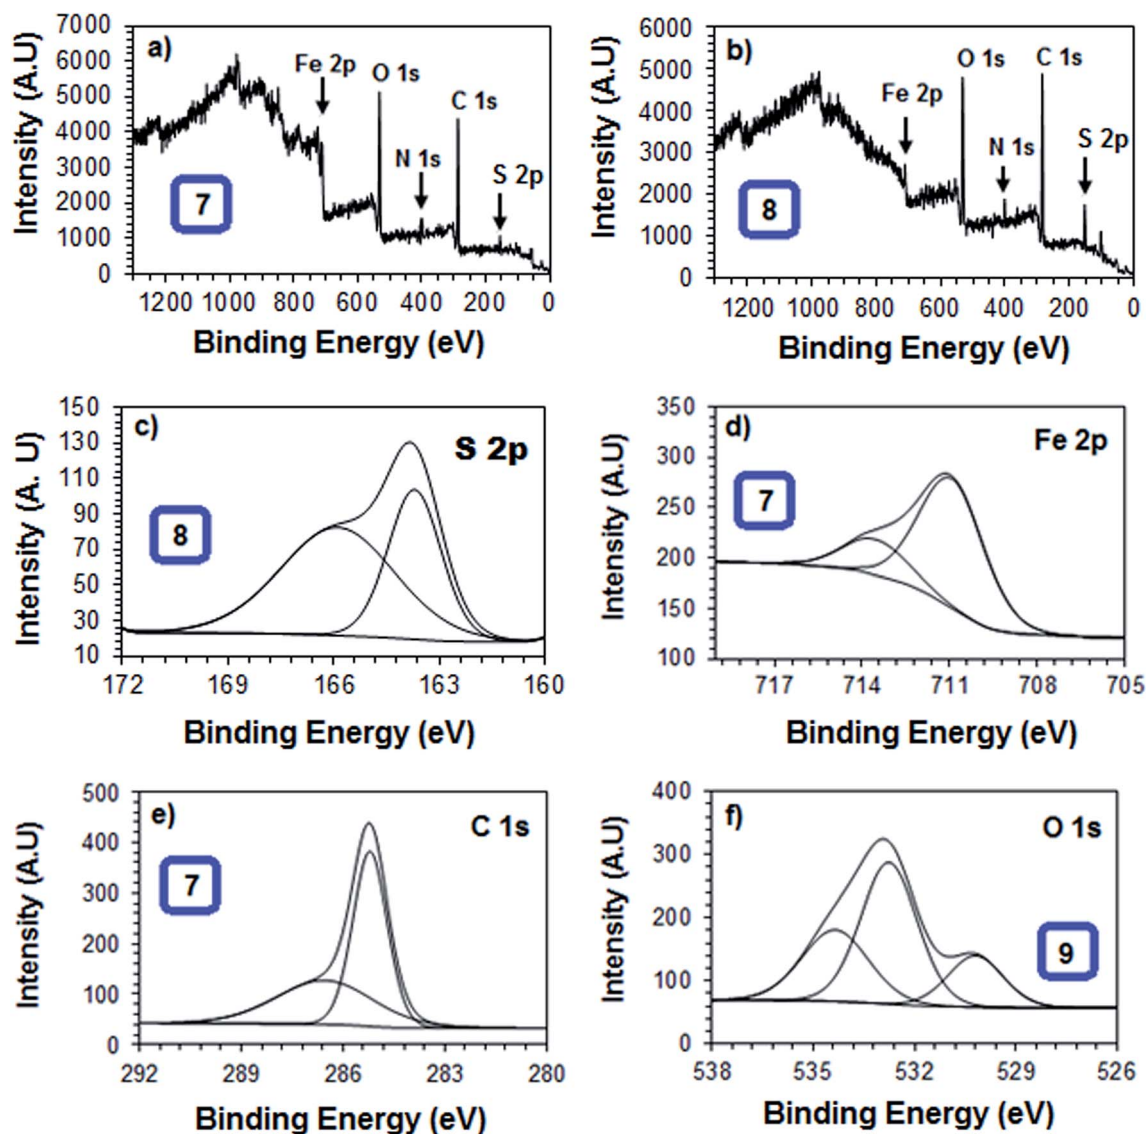 a)
Fe 2p
O 1s
C 1s
N 1s
S 2p
7
7000
6000
5000
4000
3000
2000
1000
0
Intensity (A.U)
1200 1000 800 600 400 200 0
Binding Energy (eV)
b)
Fe 2p
O 1s
C 1s
N 1s
S 2p
8
6000
5000
4000
3000
2000
1000
0
Intensity (A.U)
1200 1000 800 600 400 200 0
Binding Energy (eV)
c)
S 2p
8
150
130
110
90
70
50
30
10
Intensity (A. U)
172 169 166 163 160
Binding Energy (eV)
d)
Fe 2p
7
350
300
250
200
150
100
Intensity (A.U)
717 714 711 708 705
Binding Energy (eV)
e)
C 1s
7
500
400
300
200
100
0
Intensity (A.U)
292 289 286 283 280
Binding Energy (eV)
f)
O 1s
9
400
300
200
100
0
Intensity (A.U)
538 535 532 529 526
Binding Energy (eV)